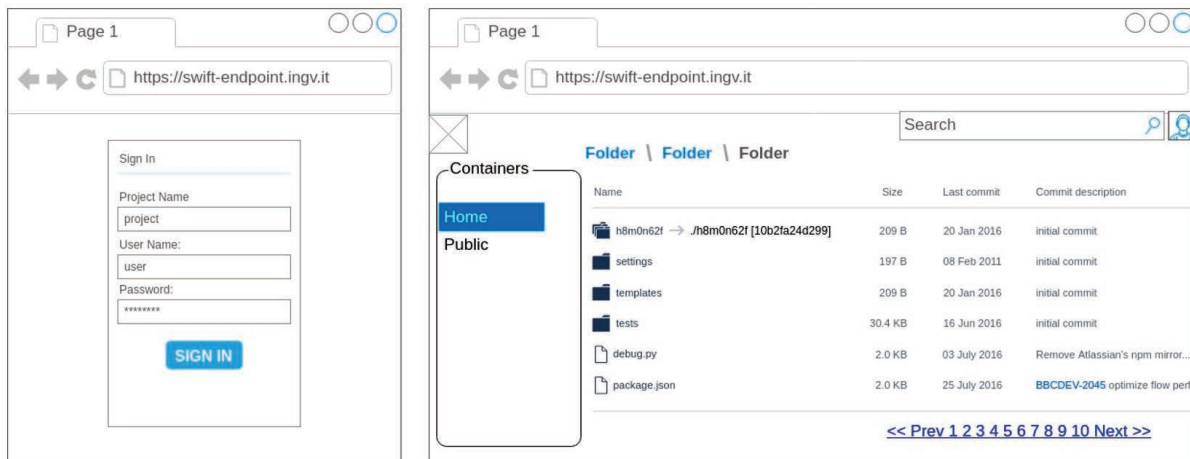 Page 1
https://swift-endpoint.ingv.it
Sign In
Project Name
project
User Name:
user
Password:
********
SIGN IN
Page 1
https://swift-endpoint.ingv.it
Search
Containers
Home
Public
Folder \ Folder \ Folder
Name Size Last commit Commit description
h8m0n62f → ./h8m0n62f [10b2fa24d299] 209 B 20 Jan 2016 initial commit
settings 197 B 08 Feb 2011 initial commit
templates 209 B 20 Jan 2016 initial commit
tests 30.4 KB 16 Jun 2016 initial commit
debug.py 2.0 KB 03 July 2016 Remove Atlassian's npm mirror...
package.json 2.0 KB 25 July 2016 BBCDEV-2045 optimize flow perf
<< Prev 1 2 3 4 5 6 7 8 9 10 Next >>